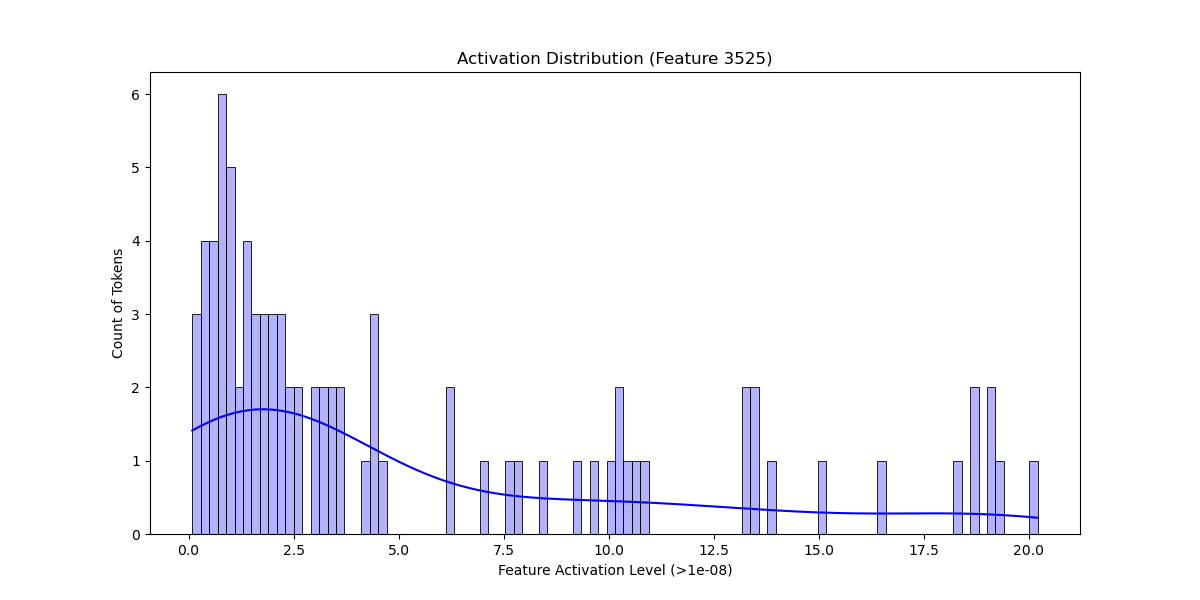 Activation Distribution (Feature 3525)
Count of Tokens
6
5
4
3
2
1
0
0.0 2.5 5.0 7.5 10.0 12.5 15.0 17.5 20.0
Feature Activation Level (>1e-08)